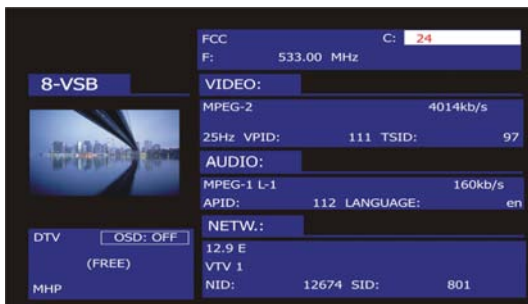 FCC C: 24
F: 533.00 MHz
8-VSB
VIDEO:
MPEG-2 4014kb/s
25Hz VPID: 111 TSID: 97
AUDIO:
MPEG-1 L-1 160kb/s
APID: 112 LANGUAGE: en
NETW.:
12.9 E
VTV 1
NID: 12674 SID: 801
DTV OSD: OFF
(FREE)
MHP